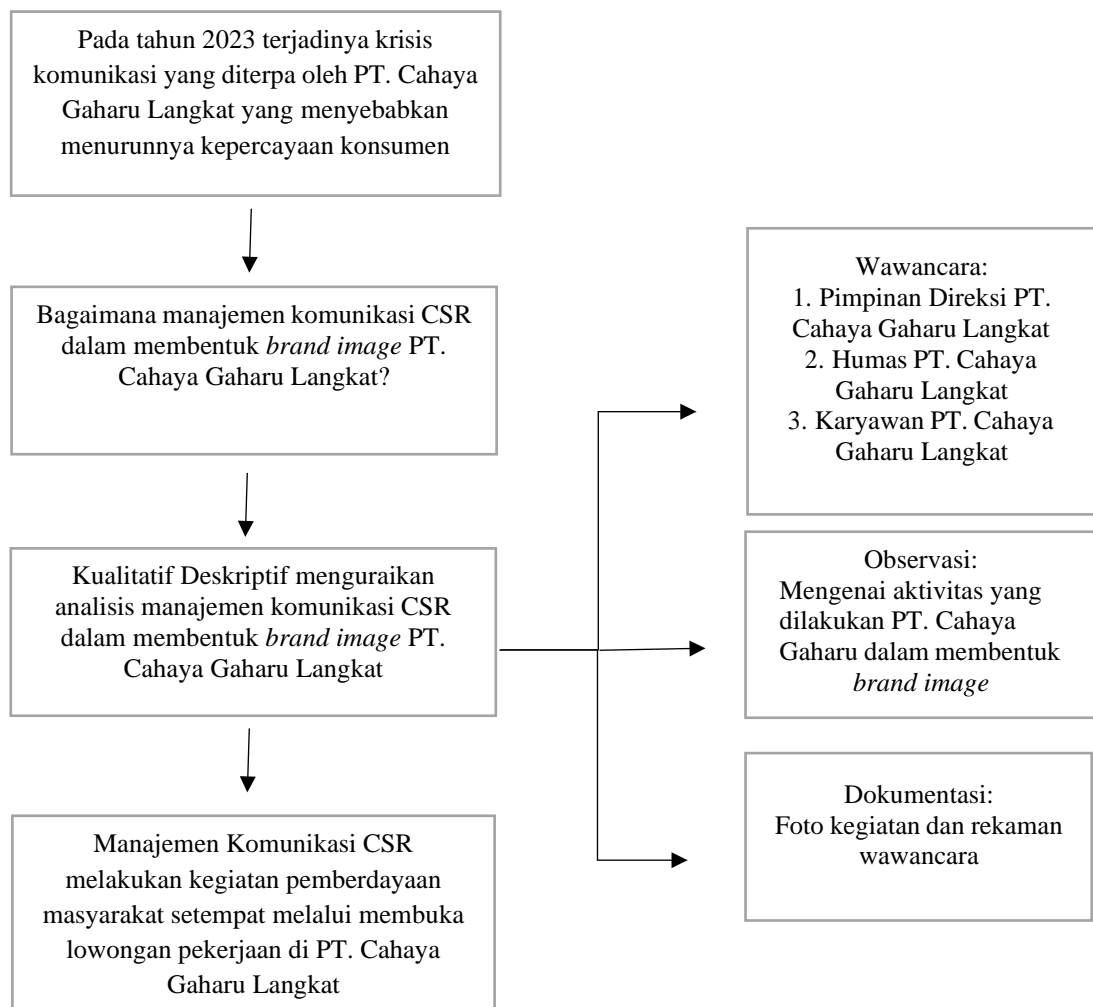 Pada tahun 2023 terjadinya krisis
komunikasi yang diterpa oleh PT. Cahaya
Gaharu Langkat yang menyebabkan
menurunnya kepercayaan konsumen
Bagaimana manajemen komunikasi CSR
dalam membentuk brand image PT.
Cahaya Gaharu Langkat?
Kualitatif Deskriptif menguraikan
analisis manajemen komunikasi CSR
dalam membentuk brand image PT.
Cahaya Gaharu Langkat
Manajemen Komunikasi CSR
melakukan kegiatan pemberdayaan
masyarakat setempat melalui membuka
lowongan pekerjaan di PT. Cahaya
Gaharu Langkat
Wawancara:
1. Pimpinan Direksi PT.
Cahaya Gaharu Langkat
2. Humas PT. Cahaya
Gaharu Langkat
3. Karyawan PT. Cahaya
Gaharu Langkat
Observasi:
Mengenai aktivitas yang
dilakukan PT. Cahaya
Gaharu dalam membentuk
brand image
Dokumentasi:
Foto kegiatan dan rekaman
wawancara